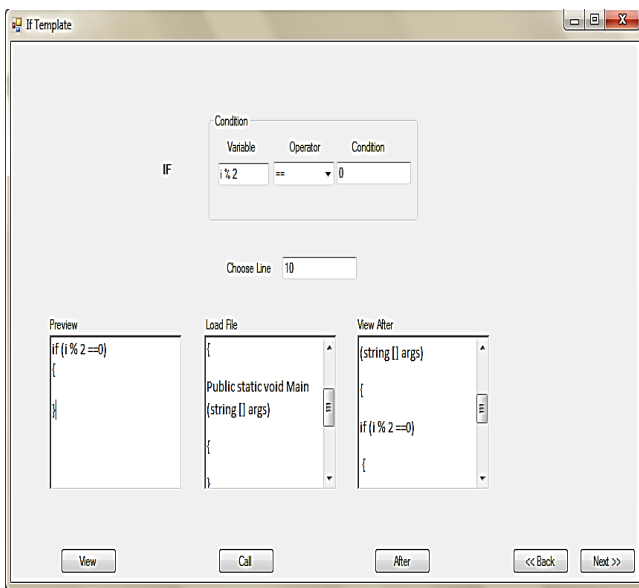 If Template
Condition
Variable Operator Condition
IF
i % 2 == 0
Choose Line 10
Preview
if (i % 2 ==0)
{
}
Load File
{
Public static void Main
(string [] args)
{
}
View After
(string [] args)
{
if (i % 2 ==0)
{
View Call After << Back Next >>